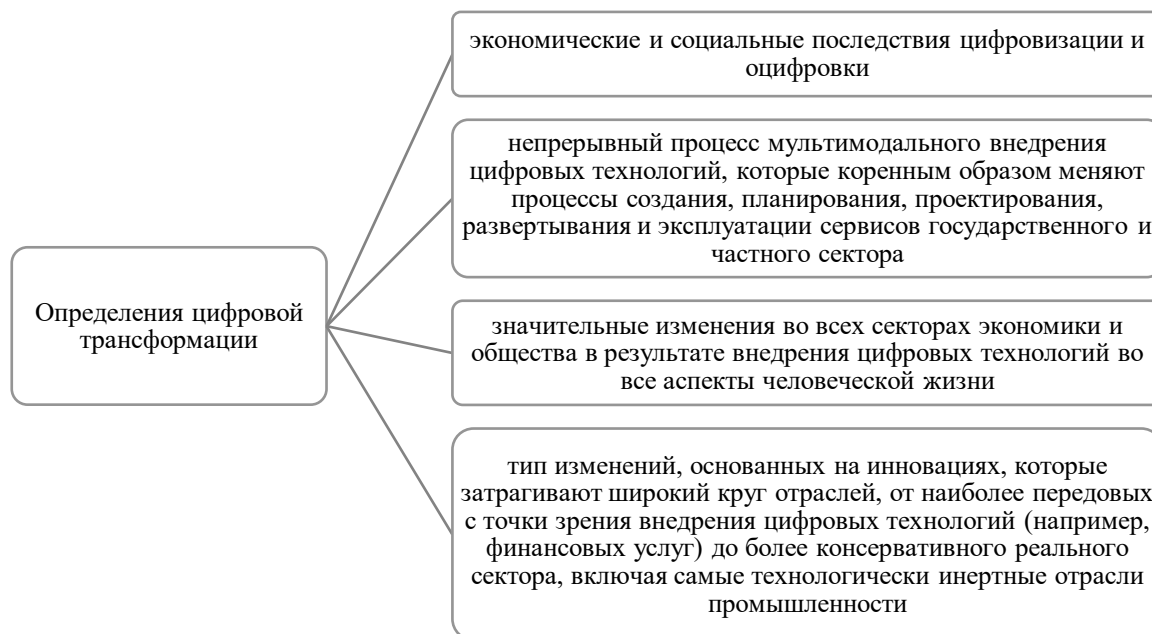 Определения цифровой
трансформации
экономические и социальные последствия цифровизации и
оцифровки
непрерывный процесс мультимодального внедрения
цифровых технологий, которые коренным образом меняют
процессы создания, планирования, проектирования,
развертывания и эксплуатации сервисов государственного и
частного сектора
значительные изменения во всех секторах экономики и
общества в результате внедрения цифровых технологий во
все аспекты человеческой жизни
тип изменений, основанных на инновациях, которые
затрагивают широкий круг отраслей, от наиболее передовых
с точки зрения внедрения цифровых технологий (например,
финансовых услуг) до более консервативного реального
сектора, включая самые технологически инертные отрасли
промышленности